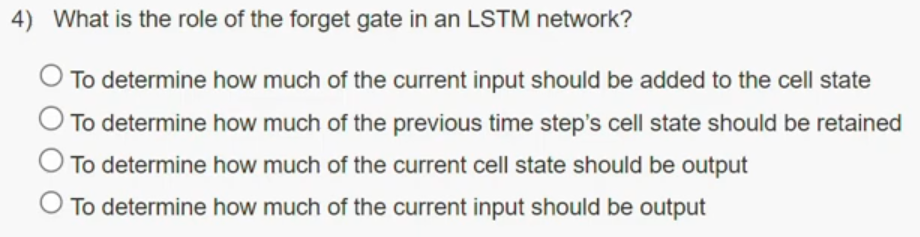 4) What is the role of the forget gate in an LSTM network?
To determine how much of the current input should be added to the cell state
To determine how much of the previous time step’s cell state should be retained
To determine how much of the current cell state should be output
To determine how much of the current input should be output